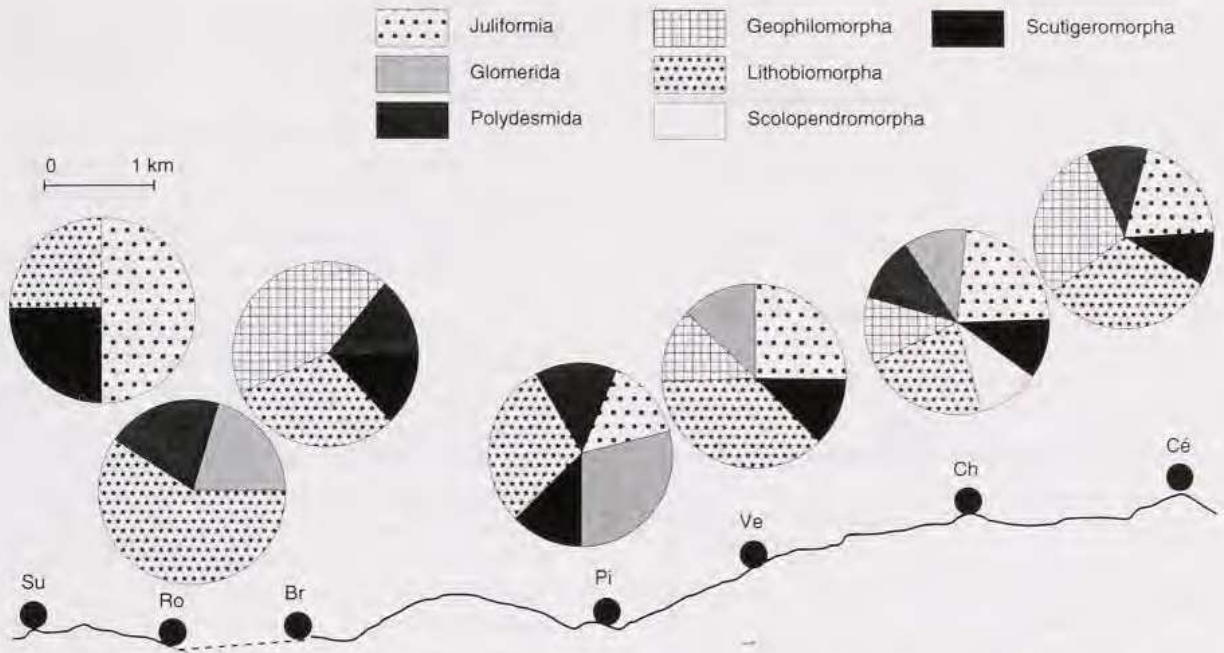 Juliformia
Geophilomorpha
Scutigeromorpha
Glomerida
Lithobiomorpha
Polydesmida
Scolopendromorpha
0 1 km
Su
Ro
Br
Pi
Ve
Ch
Cé